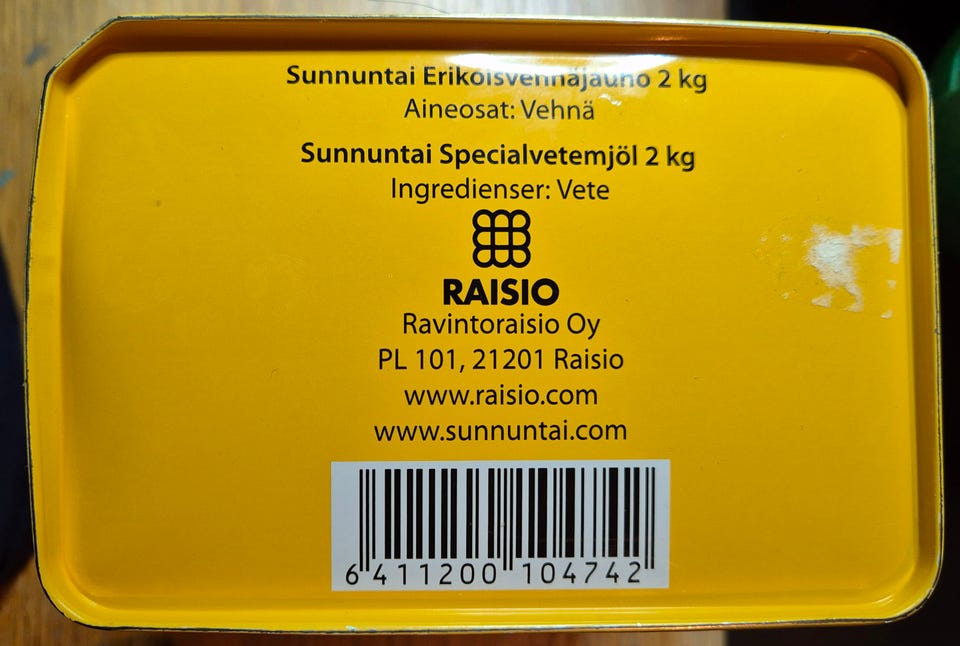 Sunnuntai Erikoisvehnäjauho 2 kg
Aineosat: Vehnä
Sunnuntai Specialvetemjöl 2 kg
Ingredienser: Vete
RAISIO
Ravintoraisio Oy
PL 101, 21201 Raisio
www.raisio.com
www.sunnuntai.com
6 411200 104742